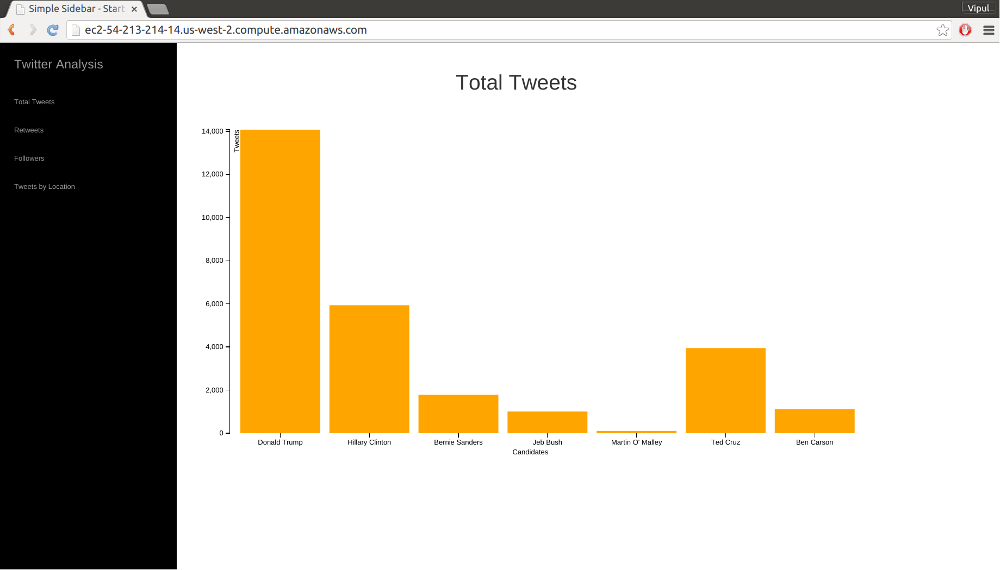 Simple Sidebar - Start
Vipul
ec2-54-213-214-14.us-west-2.compute.amazonaws.com
Twitter Analysis
Total Tweets
Retweets
Followers
Tweets by Location
Total Tweets
Tweets
14,000
12,000
10,000
8,000
6,000
4,000
2,000
0
Donald Trump Hillary Clinton Bernie Sanders Jeb Bush Martin O' Malley Ted Cruz Ben Carson
Candidates